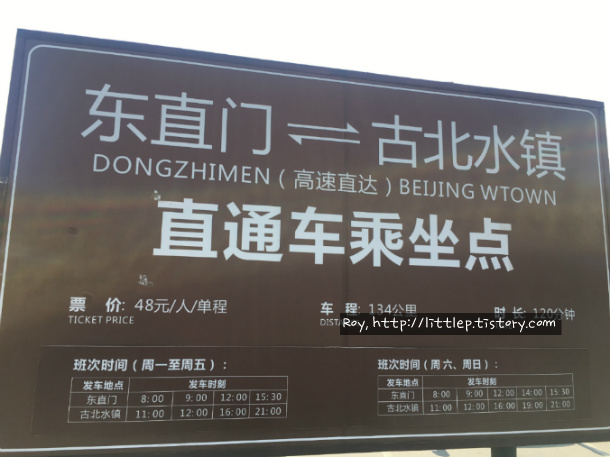 东直门 ⇌ 古北水镇
DONGZHIMEN（高速直达）BEIJING WTOWN
直通车乘坐点
票 价: 48元/人/单程
TICKET PRICE
车 程: 134公里
时 长: 120分钟
Roy, http://littlep.tistory.com
班次时间（周一至周五）:
发车地点 发车时刻
东直门 8:00 9:00 12:00 15:30
古北水镇 11:00 12:00 16:00 21:00
班次时间（周六、周日）:
发车地点 发车时刻
东直门 8:00 9:00 12:00 14:00 15:30
古北水镇 11:00 12:00 16:00 19:00 21:00